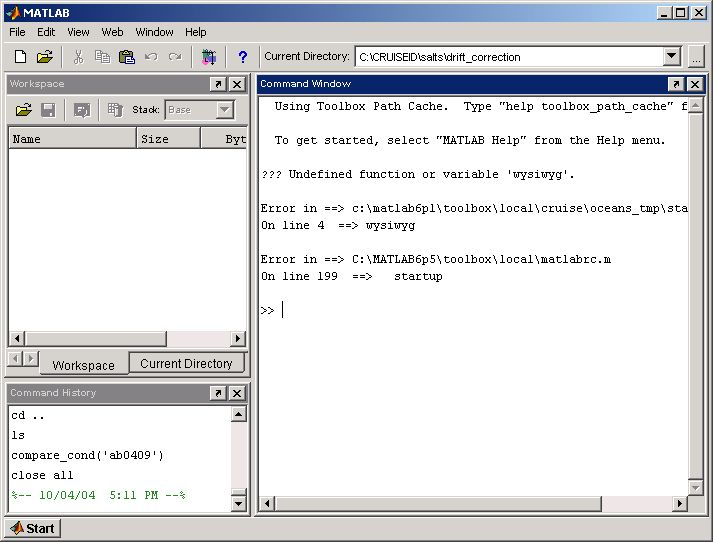 MATLAB
File Edit View Web Window Help
? Current Directory: C:\CRUISEID\salts\drift_correction ...
Workspace
Stack: Base
Name Size Byt
Workspace Current Directory
Command History
cd ..
ls
compare_cond('ab0409')
close all
%-- 10/04/04  5:11 PM --%
Command Window
Using Toolbox Path Cache.  Type "help toolbox_path_cache" f
To get started, select "MATLAB Help" from the Help menu.
??? Undefined function or variable 'wysiwyg'.
Error in ==> c:\matlab6p1\toolbox\local\cruise\oceans_tmp\sta
On line 4  ==> wysiwyg
Error in ==> C:\MATLAB6p5\toolbox\local\matlabrc.m
On line 199  ==>   startup
>>
Start